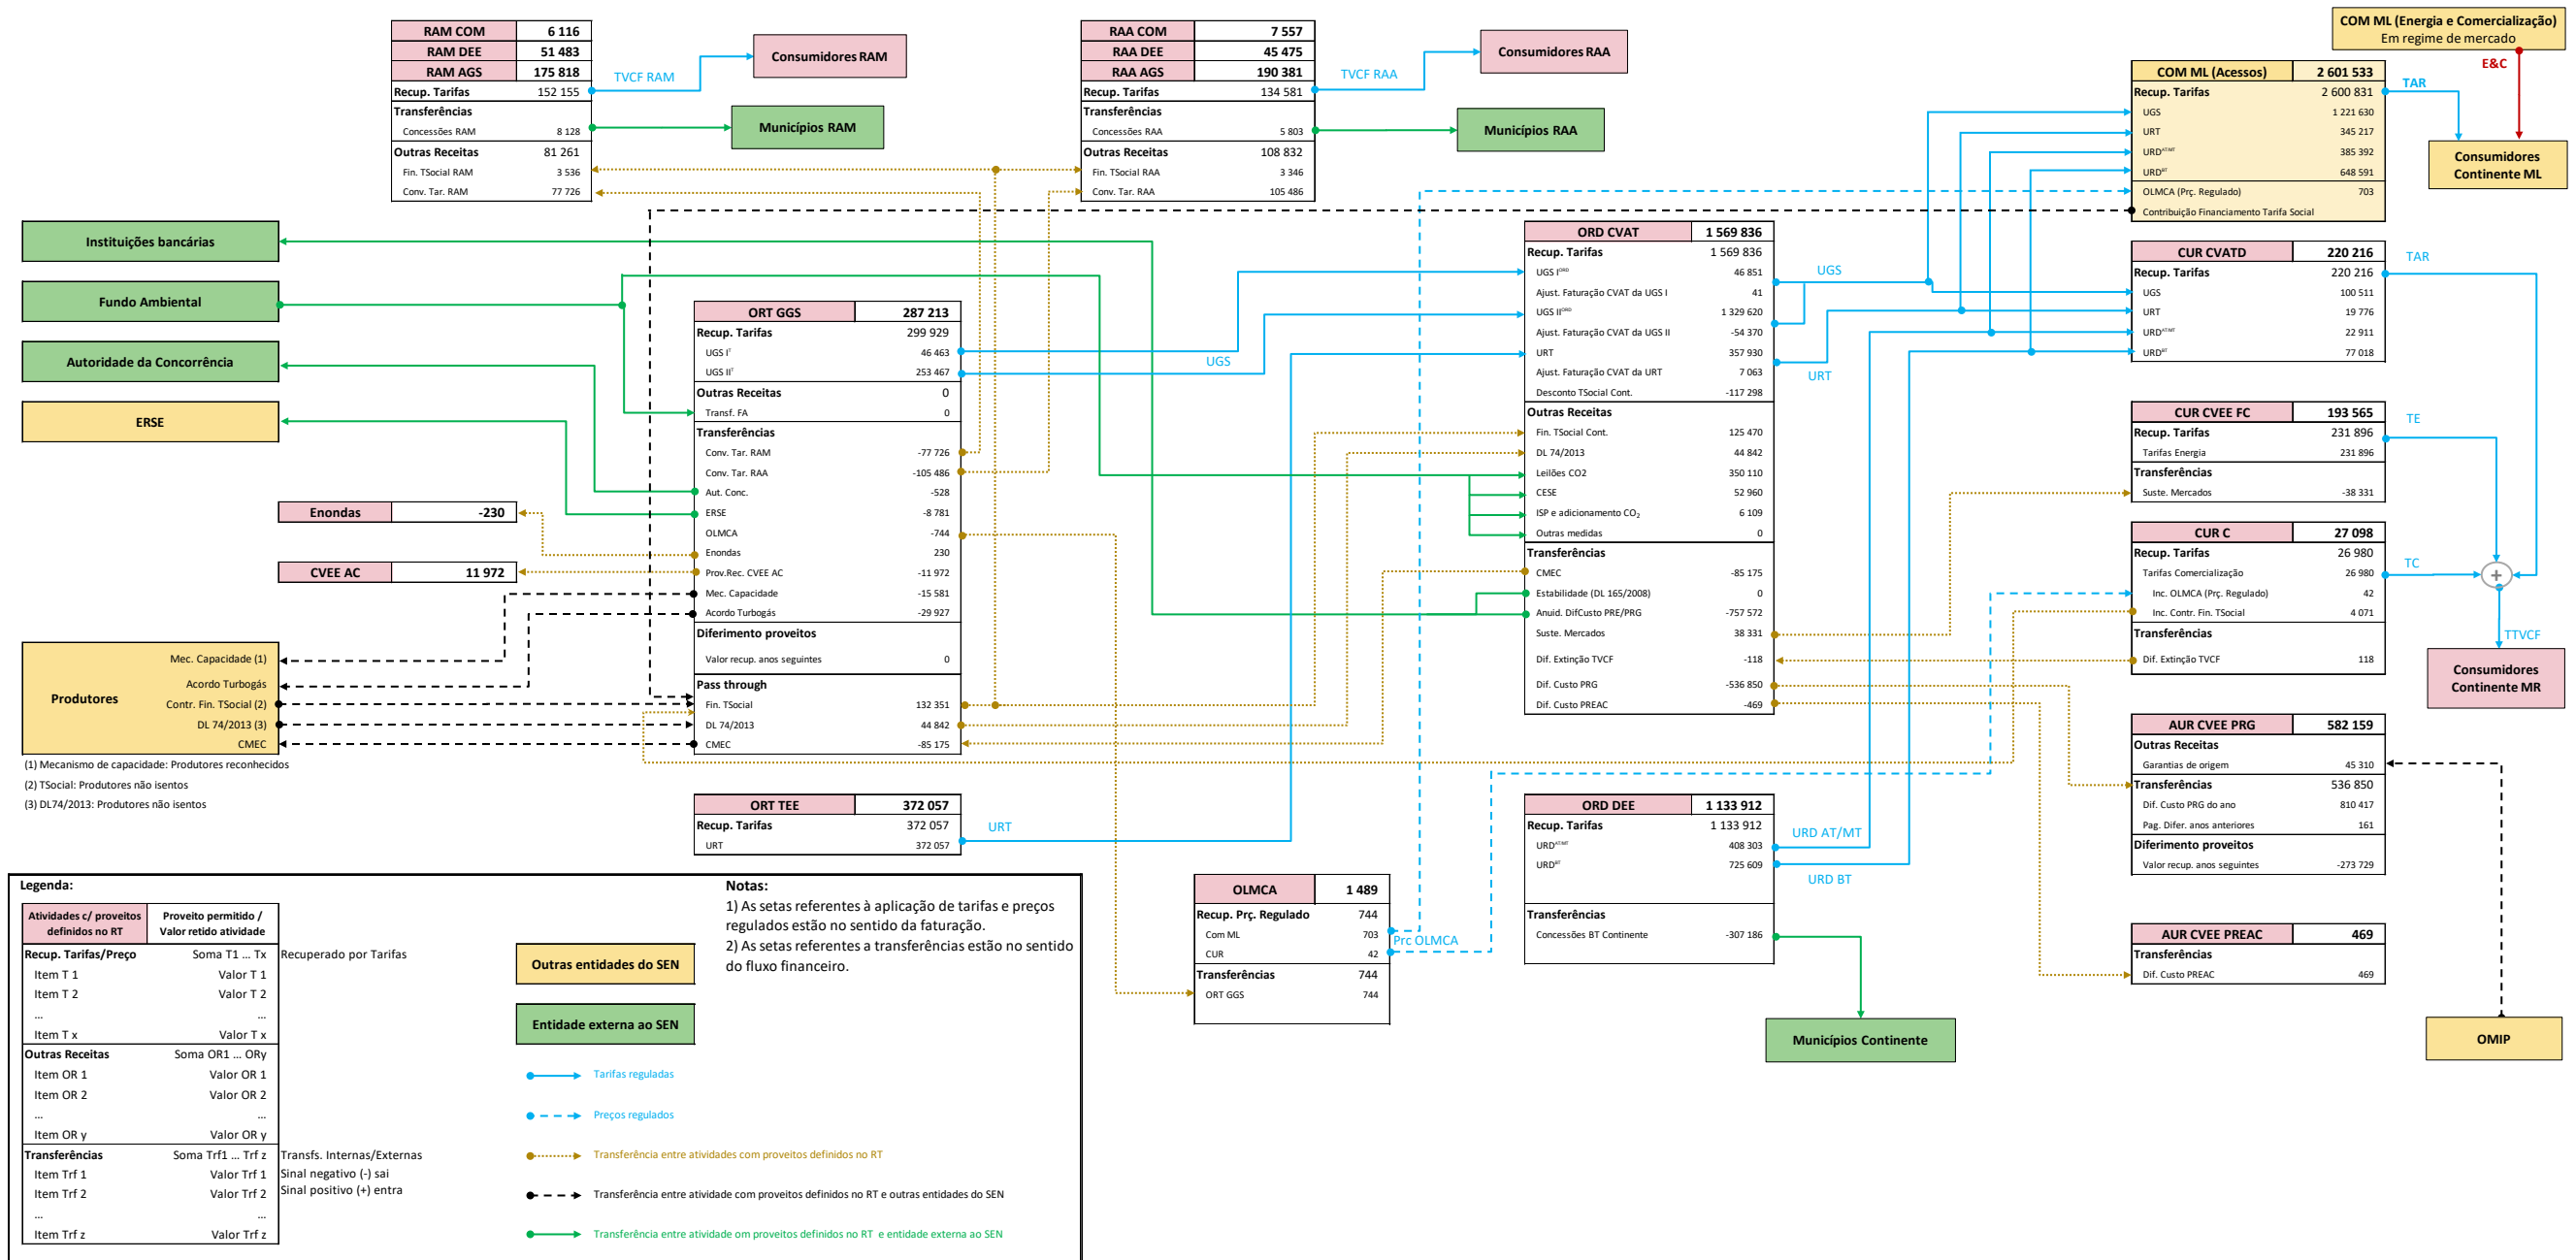 RAM COM 6 116
RAM DEE 51 483
RAM AGS 175 818
Recup. Tarifas 152 155
Transferências
Concessões RAM 8 128
Outras Receitas 81 261
Fin. TSocial RAM 3 536
Conv. Tar. RAM 77 726
TVCF RAM
Consumidores RAM
Municípios RAM
RAA COM 7 557
RAA DEE 45 475
RAA AGS 190 381
Recup. Tarifas 134 581
Transferências
Concessões RAA 5 803
Outras Receitas 108 832
Fin. TSocial RAA 3 346
Conv. Tar. RAA 105 486
TVCF RAA
Consumidores RAA
Municípios RAA
COM ML (Energia e Comercialização)
Em regime de mercado
E&C
COM ML (Acessos) 2 601 533
Recup. Tarifas 2 600 831
UGS 1 221 630
URT 345 217
URD AT/MT 385 392
URD BT 648 591
OLMCA (Prç. Regulado) 703
Contribuição Financiamento Tarifa Social
TAR
Consumidores
Continente ML
Instituições bancárias
Fundo Ambiental
Autoridade da Concorrência
ERSE
Enondas -230
CVEE AC 11 972
Produtores
Mec. Capacidade (1)
Acordo Turbogás
Contr. Fin. TSocial (2)
DL 74/2013 (3)
CMEC
(1) Mecanismo de capacidade: Produtores reconhecidos
(2) TSocial: Produtores não isentos
(3) DL74/2013: Produtores não isentos
ORT GGS 287 213
Recup. Tarifas 299 929
UGS I T 46 463
UGS II T 253 467
Outras Receitas 0
Transf. FA 0
Transferências
Conv. Tar. RAM -77 726
Conv. Tar. RAA -105 486
Aut. Conc. -528
ERSE -8 781
OLMCA -744
Enondas 230
Prov.Rec. CVEE AC -11 972
Mec. Capacidade -15 581
Acordo Turbogás -29 927
Diferimento proveitos
Valor recup. anos seguintes 0
Pass through
Fin. TSocial 132 351
DL 74/2013 44 842
CMEC -85 175
UGS
ORT TEE 372 057
Recup. Tarifas 372 057
URT 372 057
URT
ORD CVAT 1 569 836
Recup. Tarifas 1 569 836
UGS I ORD 46 851
Ajust. Faturação CVAT da UGS I 41
UGS II ORD 1 329 620
Ajust. Faturação CVAT da UGS II -54 370
URT 357 930
Ajust. Faturação CVAT da URT 7 063
Desconto TSocial Cont. -117 298
Outras Receitas
Fin. TSocial Cont. 125 470
DL 74/2013 44 842
Leilões CO2 350 110
CESE 52 960
ISP e adicionamento CO2 6 109
Outras medidas 0
Transferências
CMEC -85 175
Estabilidade (DL 165/2008) 0
Anuid. DifCusto PRE/PRG -757 572
Suste. Mercados 38 331
Dif. Extinção TVCF -118
Dif. Custo PRG -536 850
Dif. Custo PREAC -469
UGS
URT
CUR CVATD 220 216
Recup. Tarifas 220 216
UGS 100 511
URT 19 776
URD AT/MT 22 911
URD BT 77 018
TAR
CUR CVEE FC 193 565
Recup. Tarifas 231 896
Tarifas Energia 231 896
Transferências
Suste. Mercados -38 331
TE
CUR C 27 098
Recup. Tarifas 26 980
Tarifas Comercialização 26 980
Inc. OLMCA (Prç. Regulado) 42
Inc. Contr. Fin. TSocial 4 071
Transferências
Dif. Extinção TVCF 118
TC
+
TTVCF
Consumidores
Continente MR
AUR CVEE PRG 582 159
Outras Receitas
Garantias de origem 45 310
Transferências 536 850
Dif. Custo PRG do ano 810 417
Pag. Difer. anos anteriores 161
Diferimento proveitos
Valor recup. anos seguintes -273 729
AUR CVEE PREAC 469
Transferências
Dif. Custo PREAC 469
OMIP
ORD DEE 1 133 912
Recup. Tarifas 1 133 912
URD AT/MT 408 303
URD BT 725 609
Transferências
Concessões BT Continente -307 186
URD AT/MT
URD BT
Municípios Continente
OLMCA 1 489
Recup. Prç. Regulado 744
Com ML 703
CUR 42
Transferências 744
ORT GGS 744
Prc OLMCA
Legenda:
Atividades c/ proveitos definidos no RT
Proveito permitido / Valor retido atividade
Recup. Tarifas/Preço Soma T1 ... Tx Recuperado por Tarifas
Item T 1 Valor T 1
Item T 2 Valor T 2
... ...
Item T x Valor T x
Outras Receitas Soma OR1 ... ORy
Item OR 1 Valor OR 1
Item OR 2 Valor OR 2
... ...
Item OR y Valor OR y
Transferências Soma Trf1 ... Trf z Transfs. Internas/Externas
Item Trf 1 Valor Trf 1 Sinal negativo (-) sai
Item Trf 2 Valor Trf 2 Sinal positivo (+) entra
... ...
Item Trf z Valor Trf z
Notas:
1) As setas referentes à aplicação de tarifas e preços
regulados estão no sentido da faturação.
2) As setas referentes a transferências estão no sentido
do fluxo financeiro.
Outras entidades do SEN
Entidade externa ao SEN
Tarifas reguladas
Preços regulados
Transferência entre atividades com proveitos definidos no RT
Transferência entre atividade com proveitos definidos no RT e outras entidades do SEN
Transferência entre atividade om proveitos definidos no RT e entidade externa ao SEN